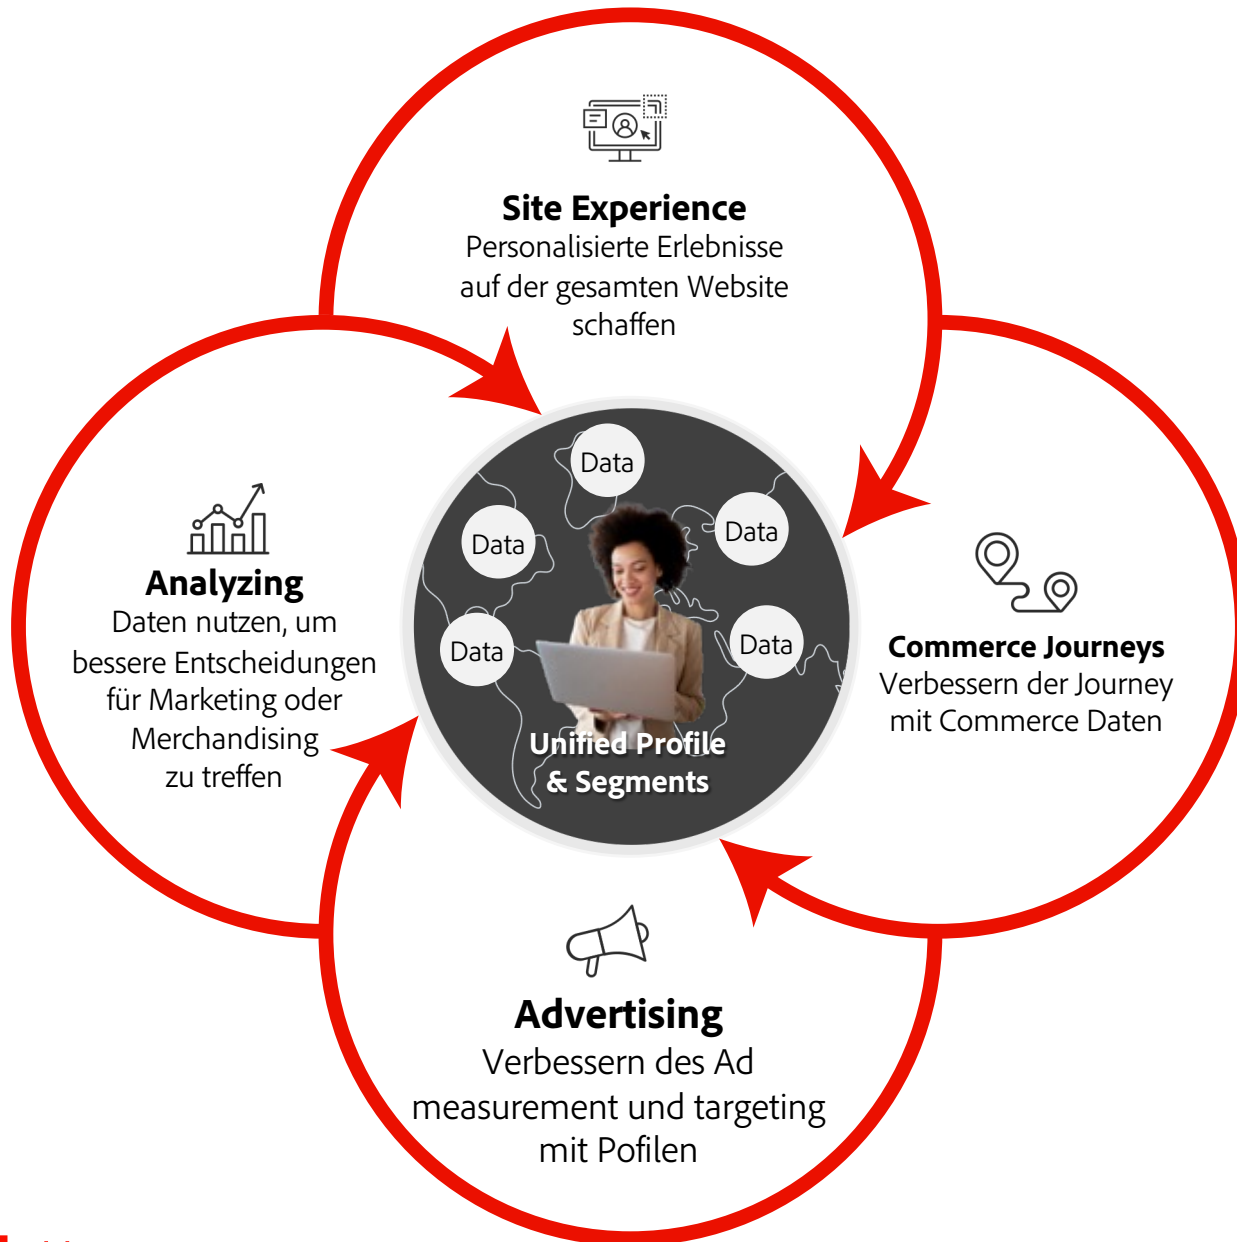 Site Experience
Personalisierte Erlebnisse
auf der gesamten Website
schaffen
Analyzing
Daten nutzen, um
bessere Entscheidungen
für Marketing oder
Merchandising
zu treffen
Data
Data
Data
Data
Data
Unified Profile
& Segments
Commerce Journeys
Verbessern der Journey
mit Commerce Daten
Advertising
Verbessern des Ad
measurement und targeting
mit Pofilen